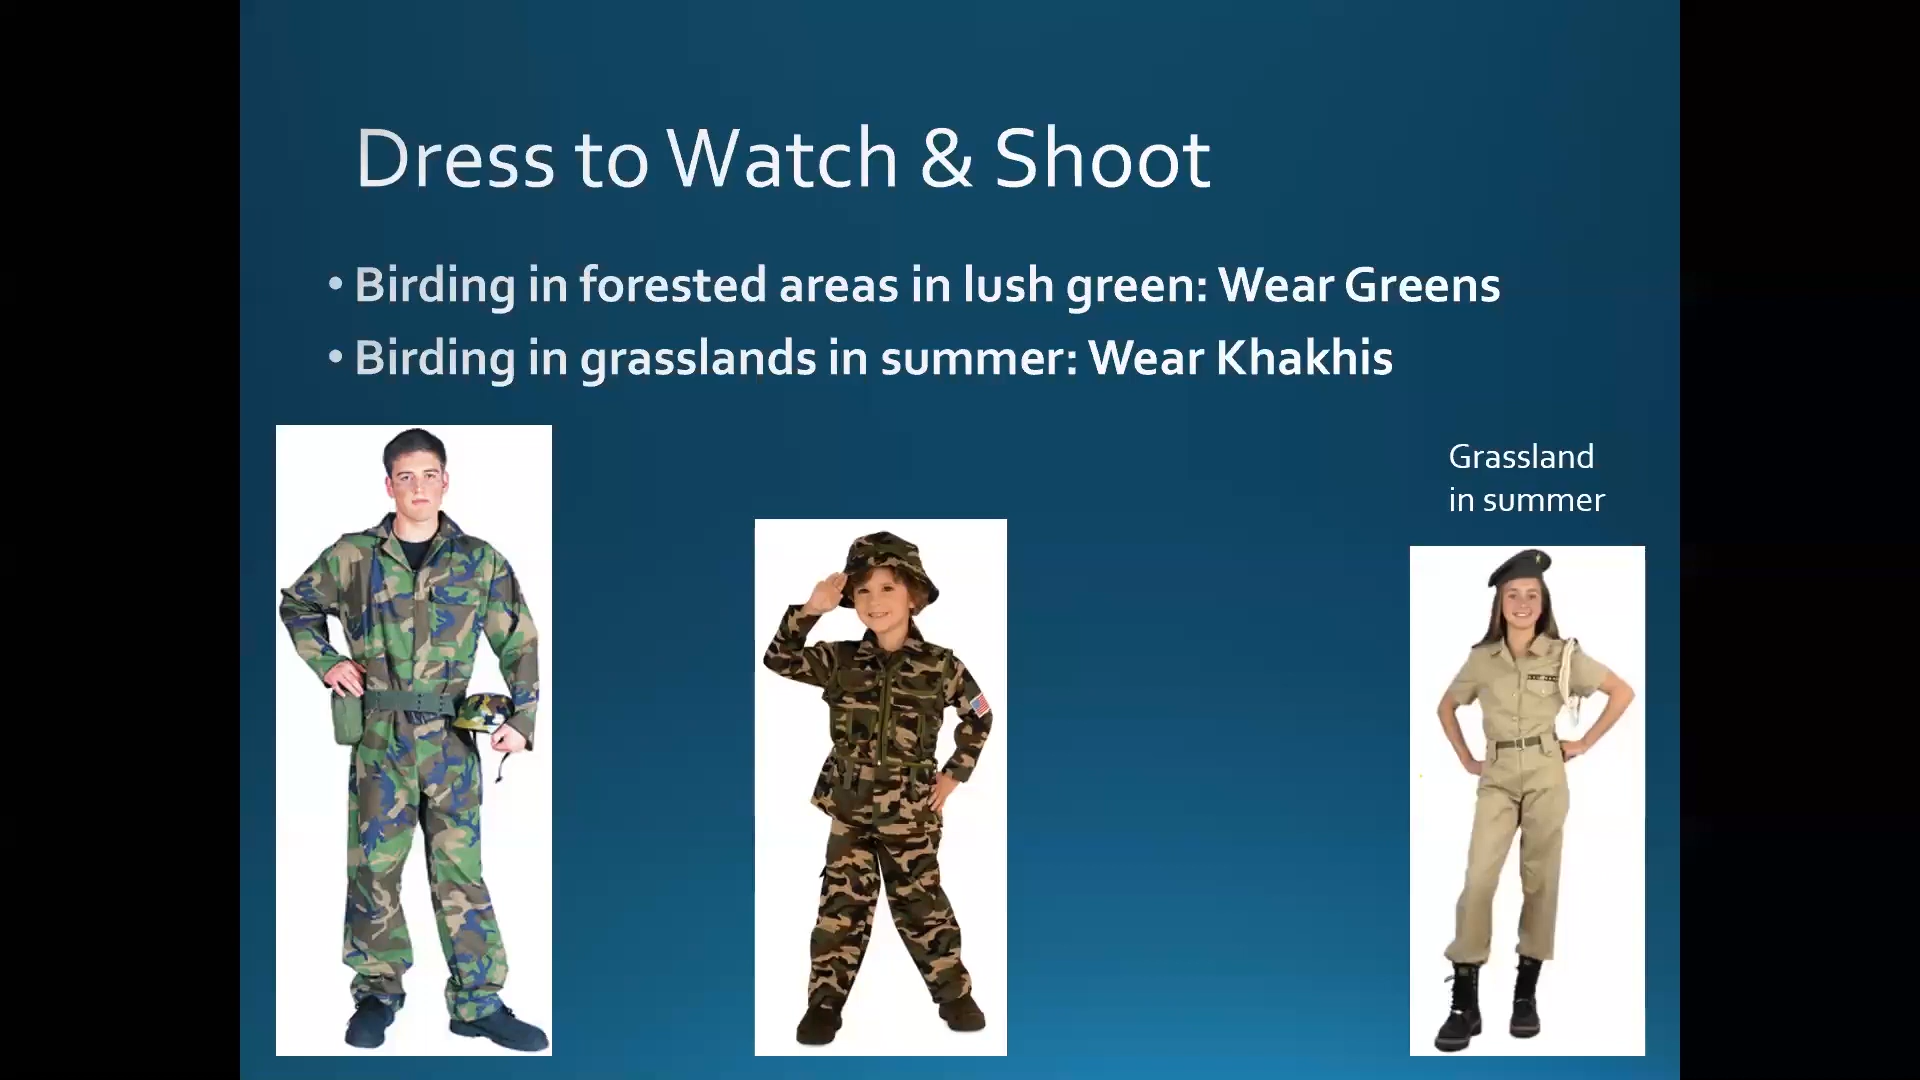 Dress to Watch & Shoot
• Birding in forested areas in lush green: Wear Greens
• Birding in grasslands in summer: Wear Khakhis
Grassland
in summer